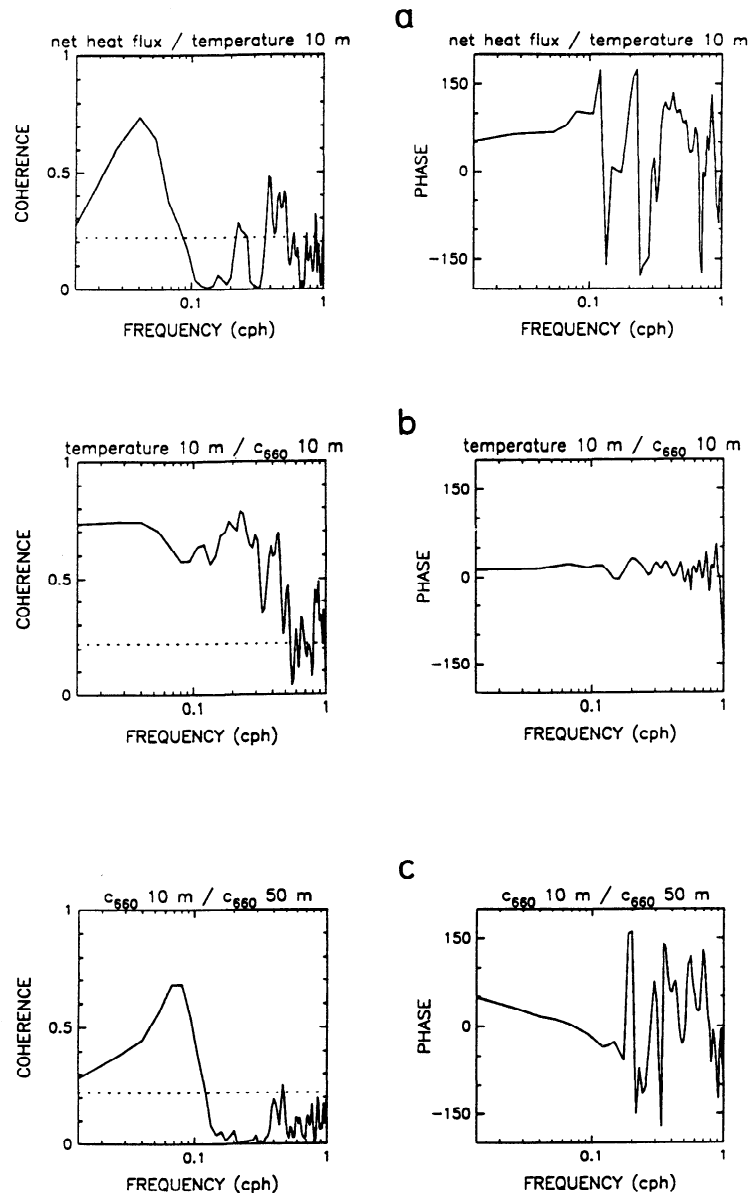 a
net heat flux / temperature 10 m
1
0.5
0
COHERENCE
0.1
1
FREQUENCY (cph)
net heat flux / temperature 10 m
150
0
−150
PHASE
0.1
1
FREQUENCY (cph)
b
temperature 10 m / c660 10 m
1
0.5
0
COHERENCE
0.1
1
FREQUENCY (cph)
temperature 10 m / c660 10 m
150
0
−150
PHASE
0.1
1
FREQUENCY (cph)
c
c660 10 m / c660 50 m
1
0.5
0
COHERENCE
0.1
1
FREQUENCY (cph)
c660 10 m / c660 50 m
150
0
−150
PHASE
0.1
1
FREQUENCY (cph)